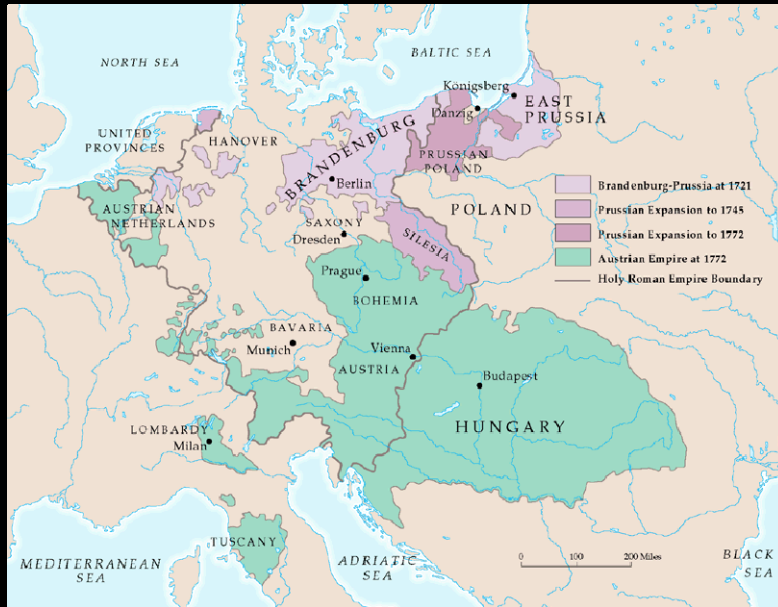 NORTH SEA
BALTIC SEA
Königsberg
Danzig
EAST
PRUSSIA
UNITED
PROVINCES
HANOVER
BRANDENBURG
PRUSSIAN
POLAND
Berlin
AUSTRIAN
NETHERLANDS
POLAND
SAXONY
Dresden
SILESIA
Brandenburg-Prussia at 1721
Prussian Expansion to 1745
Prussian Expansion to 1772
Austrian Empire at 1772
Holy Roman Empire Boundary
Prague
BOHEMIA
BAVARIA
Munich
Vienna
AUSTRIA
Budapest
HUNGARY
LOMBARDY
Milan
TUSCANY
MEDITERRANEAN
SEA
ADRIATIC
SEA
0 100 200 Miles
BLACK
SEA